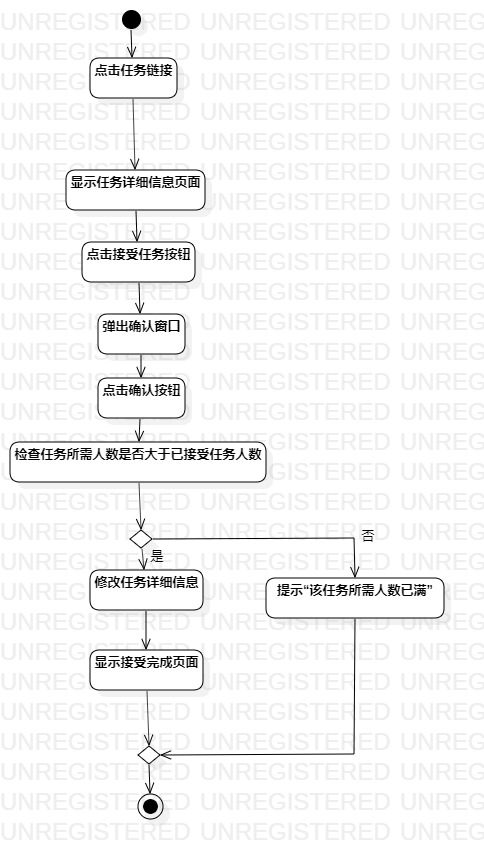 点击任务链接
显示任务详细信息页面
点击接受任务按钮
弹出确认窗口
点击确认按钮
检查任务所需人数是否大于已接受任务人数
否
是
修改任务详细信息
提示“该任务所需人数已满”
显示接受完成页面
UNREGISTERED